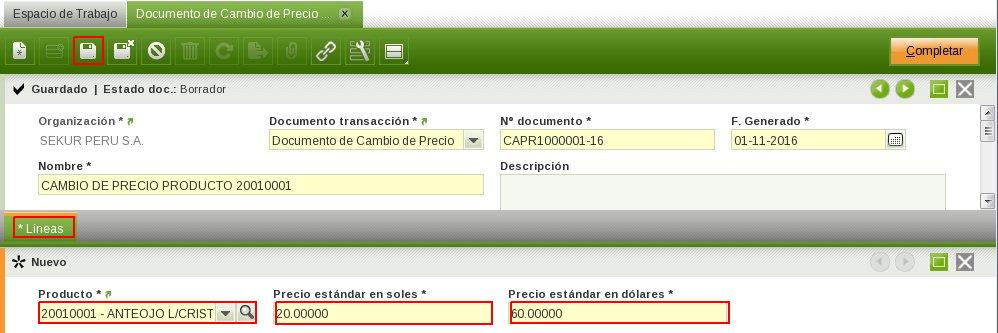 Espacio de Trabajo Documento de Cambio de Precio ...
Completar
Guardado | Estado doc.: Borrador
Organización * Documento transacción * Nº documento * F. Generado *
SEKUR PERU S.A. Documento de Cambio de Precio CAPR1000001-16 01-11-2016
Nombre * Descripción
CAMBIO DE PRECIO PRODUCTO 20010001
* Lineas
Nuevo
Producto * Precio estándar en soles * Precio estándar en dólares *
20010001 - ANTEOJO L/CRIST 20.00000 60.00000